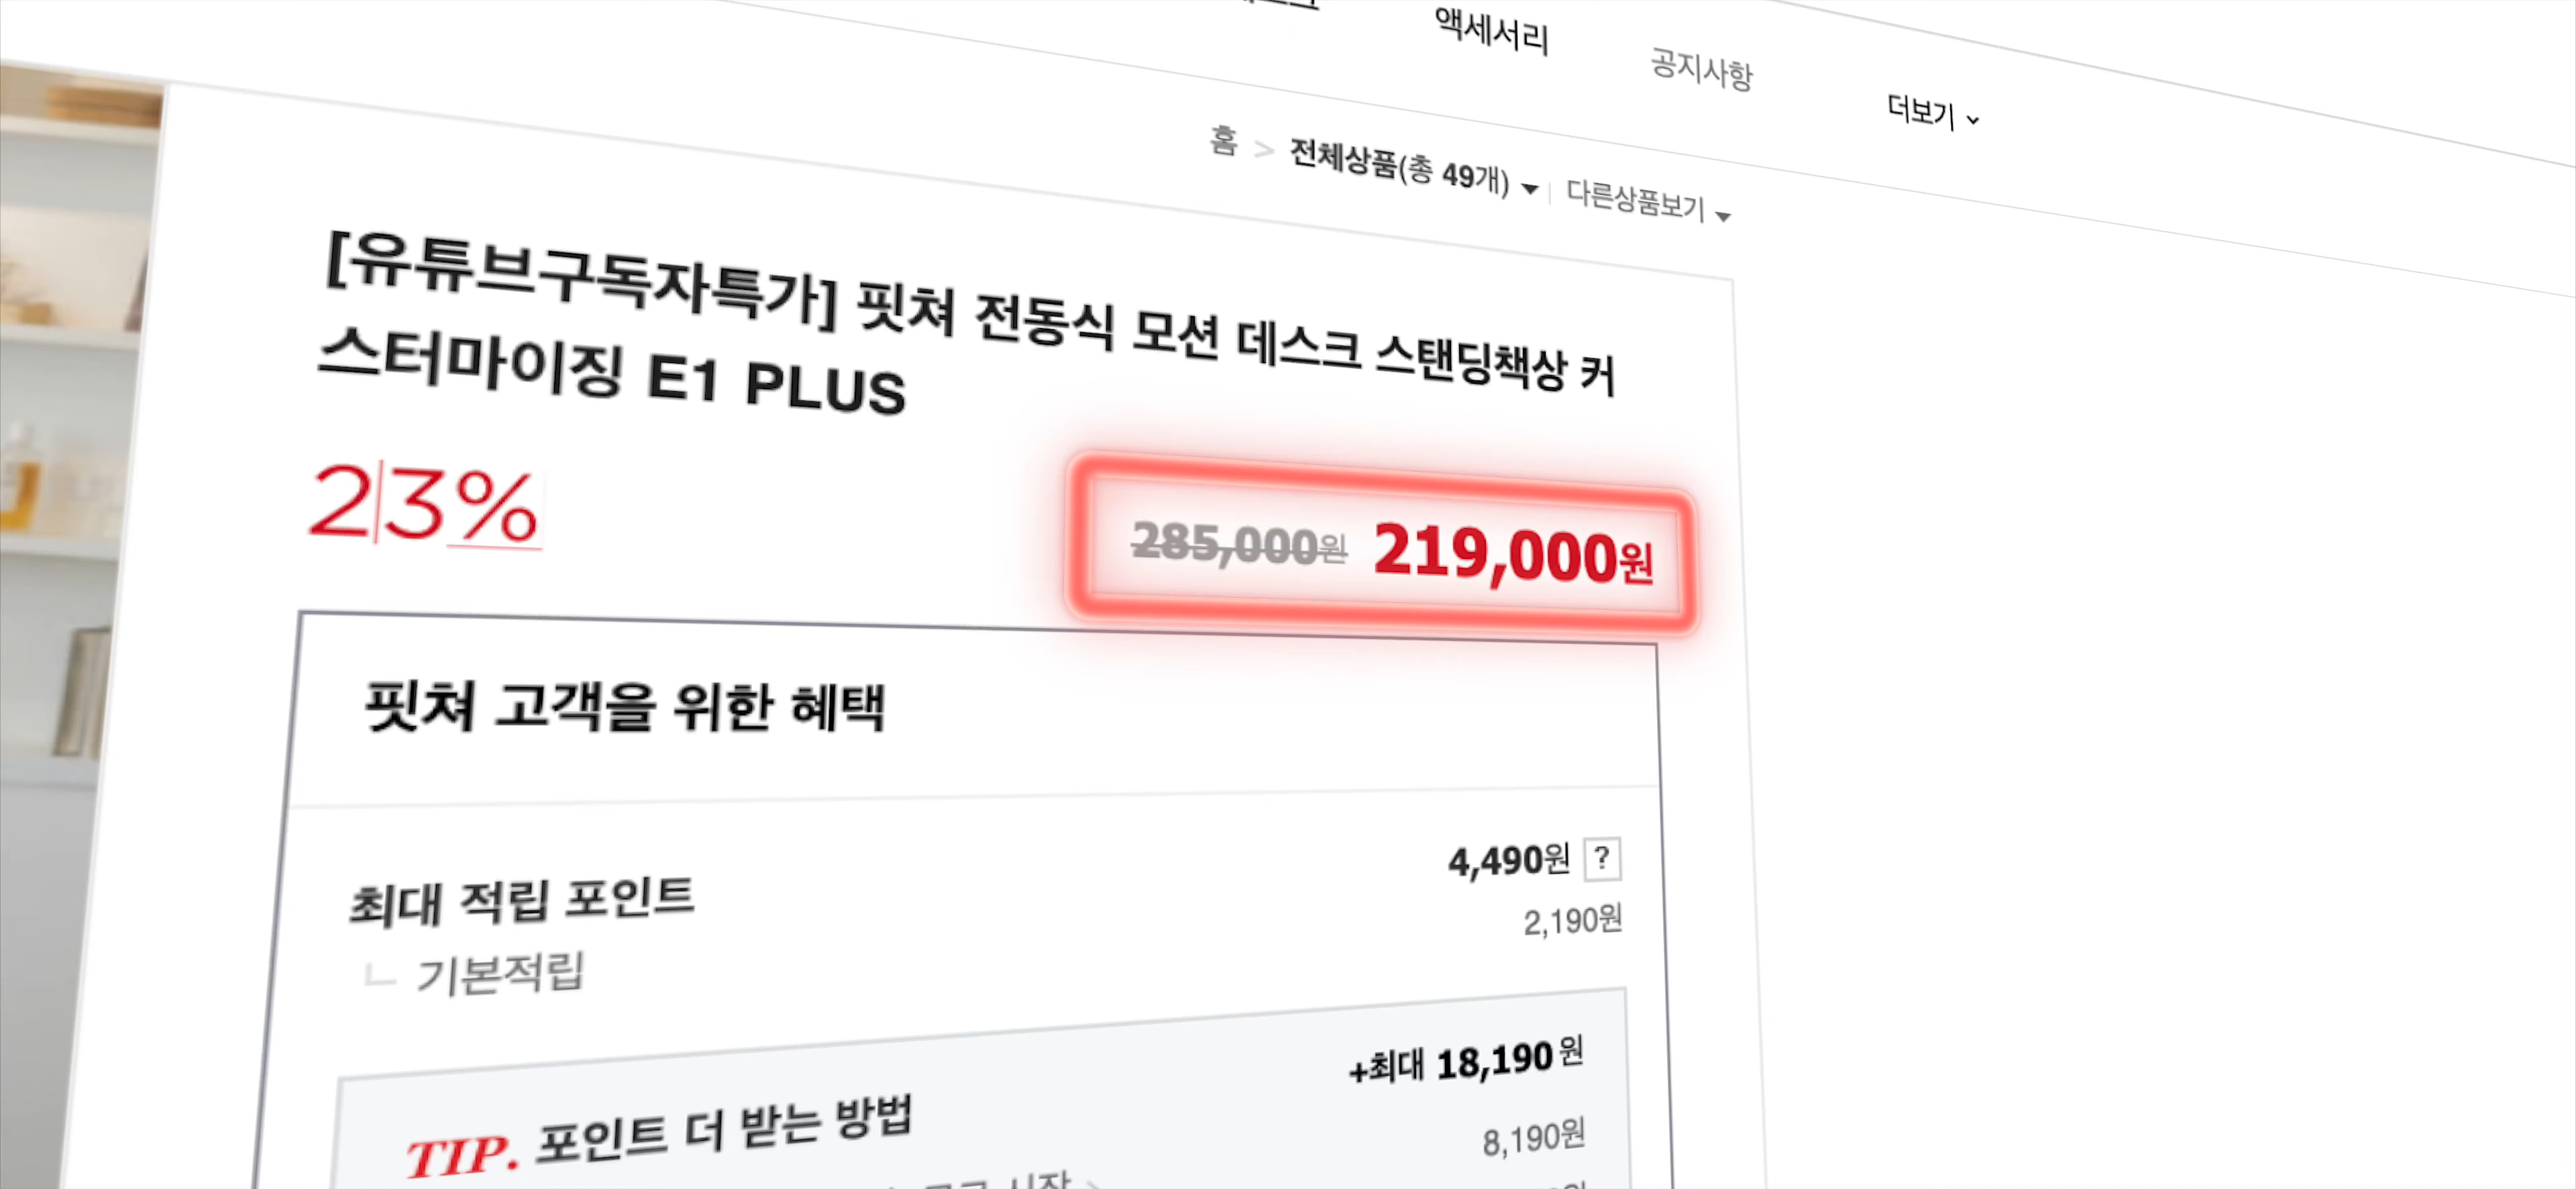 액세서리
공지사항
더보기
홈 > 전체상품(총 49개) 다른상품보기
[유튜브구독자특가] 핏쳐 전동식 모션 데스크 스탠딩책상 커
스터마이징 E1 PLUS
23%
285,000원 219,000원
핏쳐 고객을 위한 혜택
최대 적립 포인트 4,490원 ?
기본적립 2,190원
TIP. 포인트 더 받는 방법 +최대 18,190원
8,190원